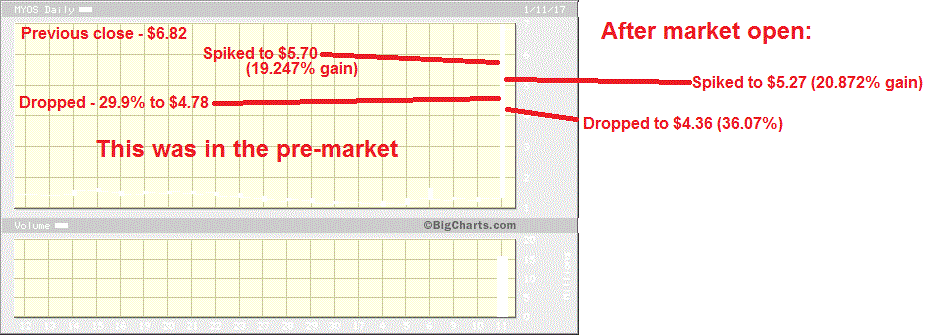 MYOS Daily
1/11/17
After market open:
Previous close - $6.82
Spiked to $5.70
(19.247% gain)
Spiked to $5.27 (20.872% gain)
Dropped - 29.9% to $4.78
Dropped to $4.36 (36.07%)
This was in the pre-market
Volume
©BigCharts.com